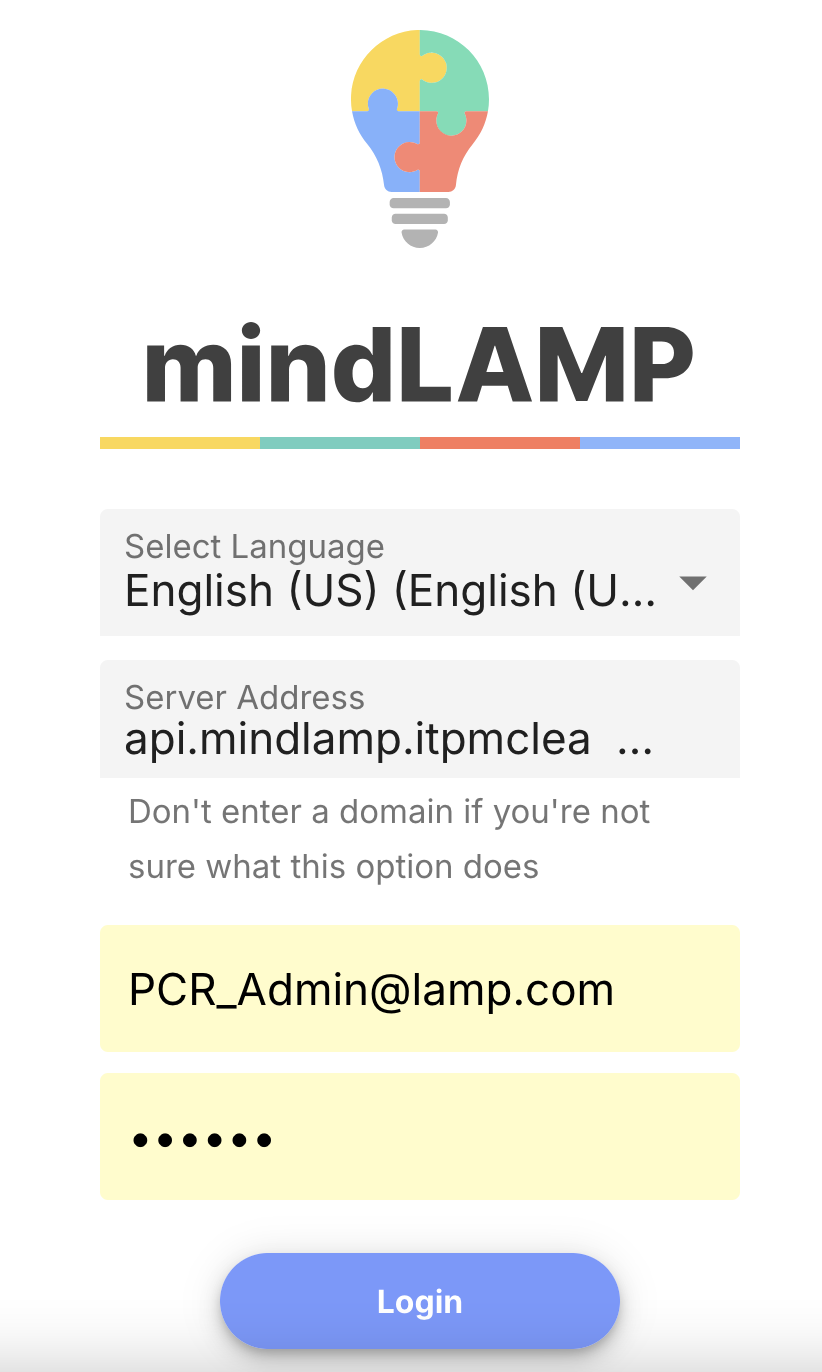 mindLAMP
Select Language
English (US) (English (U...
Server Address
api.mindlamp.itpmclea ...
Don't enter a domain if you're not
sure what this option does
PCR_Admin@lamp.com
••••••
Login